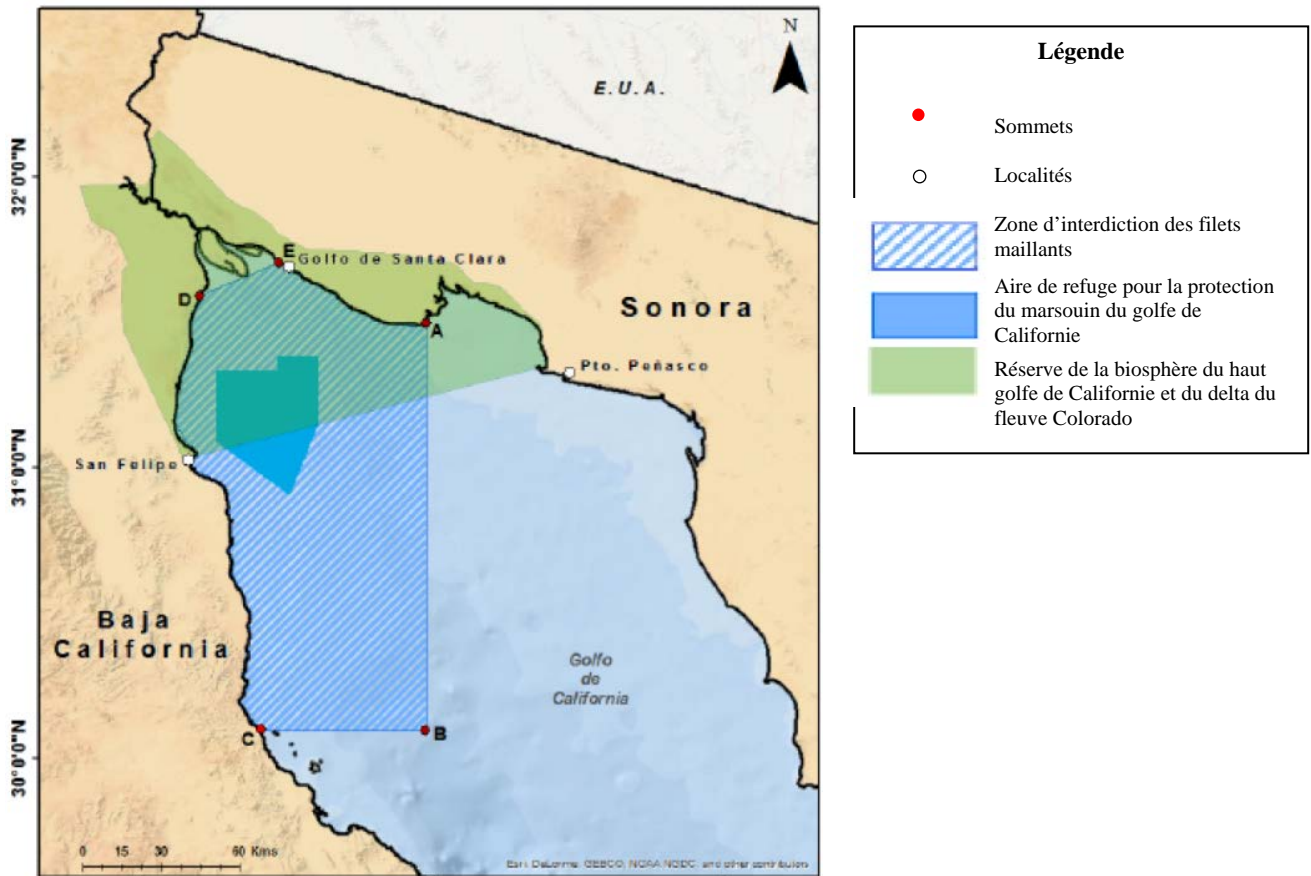 N
E.U.A.
32°0'0"N
E
Golfo de Santa Clara
D
A
Sonora
Pto. Peñasco
San Felipe
31°0'0"N
Baja
California
Golfo
de
California
C
B
30°0'0"N
0 15 30 60 Kms
Esri, DeLorme, GEBCO, NOAA NGDC, and other contributors
Légende
Sommets
Localités
Zone d’interdiction des filets
maillants
Aire de refuge pour la protection
du marsouin du golfe de
Californie
Réserve de la biosphère du haut
golfe de Californie et du delta du
fleuve Colorado